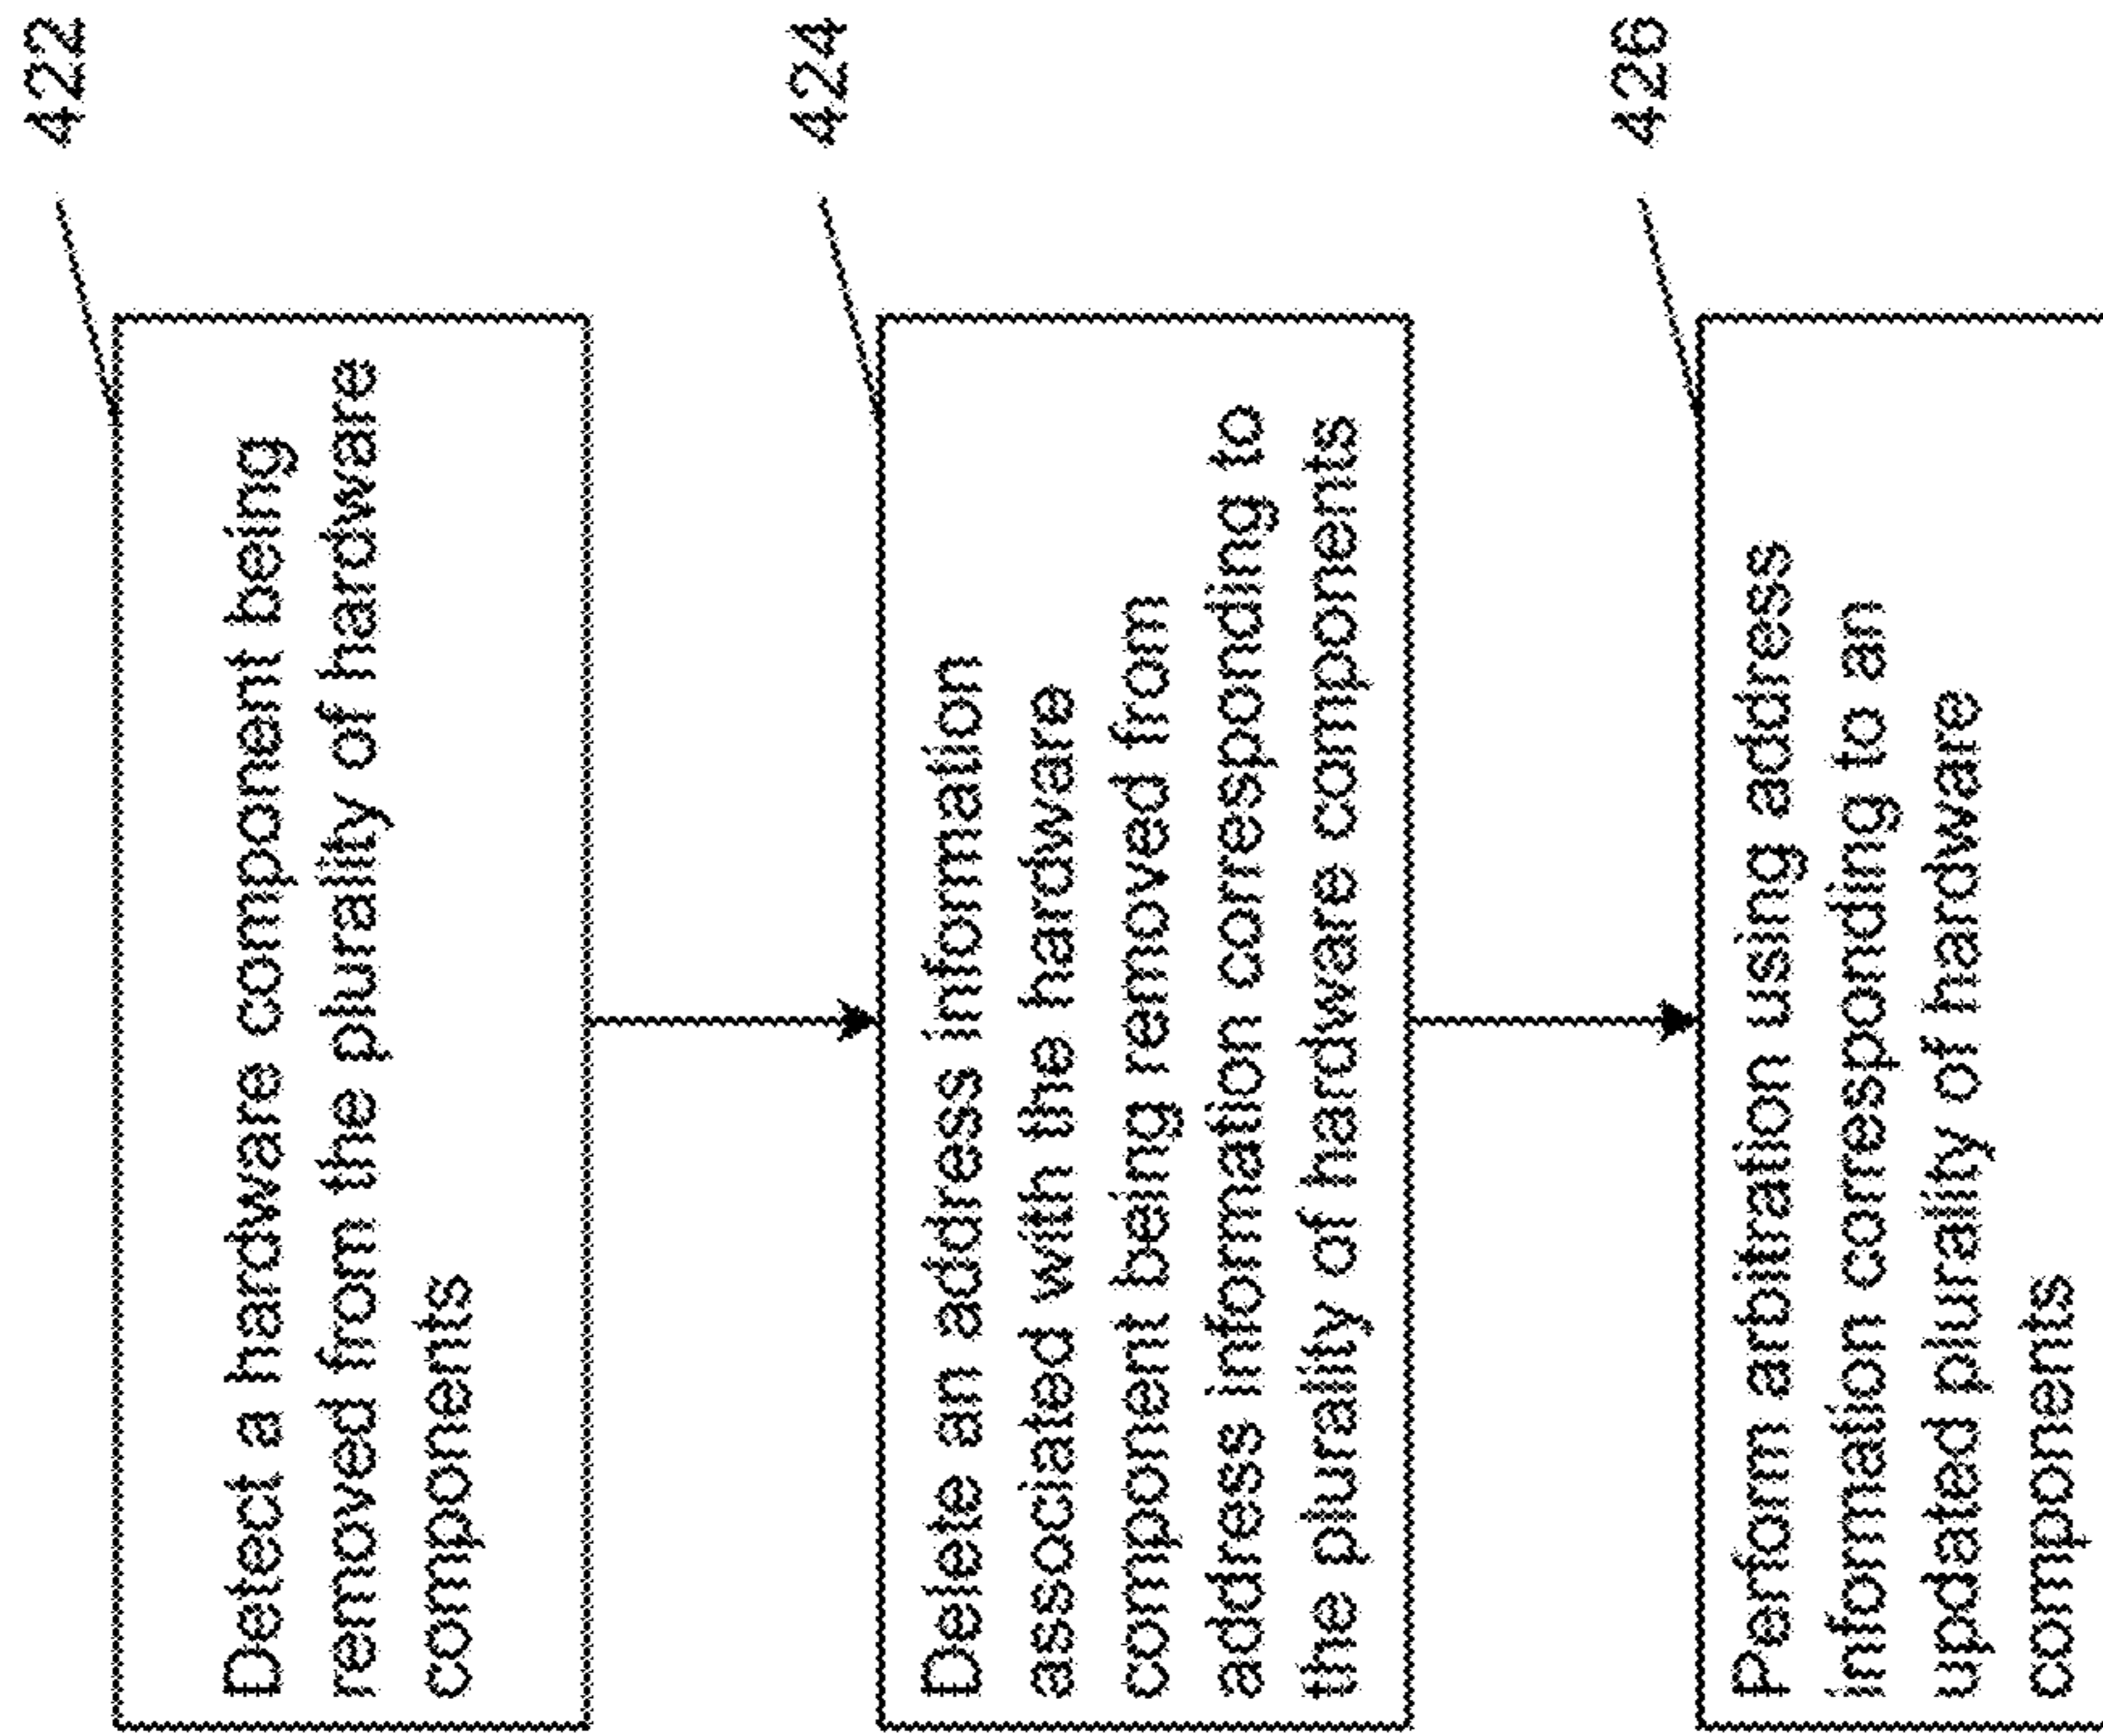 422
Detect a hardware component being
removed from the plurality of hardware
components
424
Delete an address information
associated with the hardware
component being removed from
address information corresponding to
the plurality of hardware components
426
Perform arbitration using address
information corresponding to an
updated plurality of hardware
components